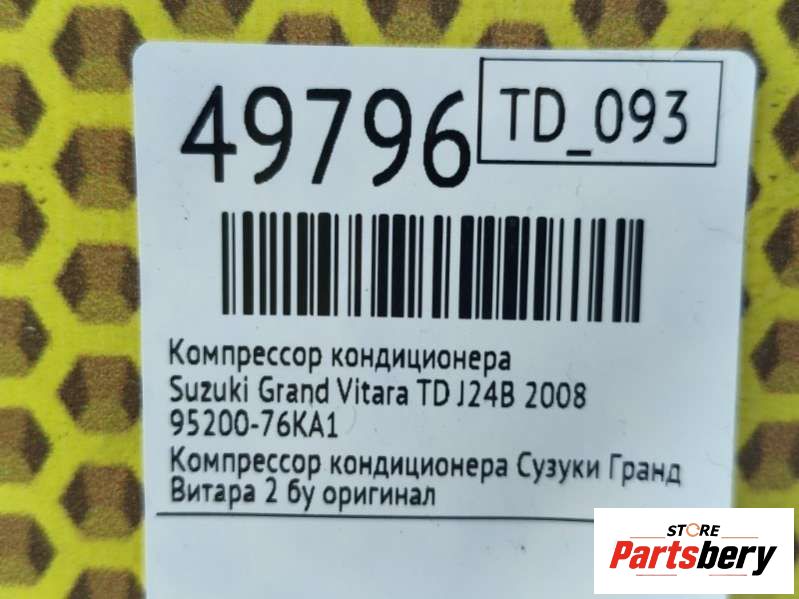 49796
TD_093
Компрессор кондиционера
Suzuki Grand Vitara TD J24B 2008
95200-76KA1
Компрессор кондиционера Сузуки Гранд
Витара 2 бу оригинал
STORE
Partsbery